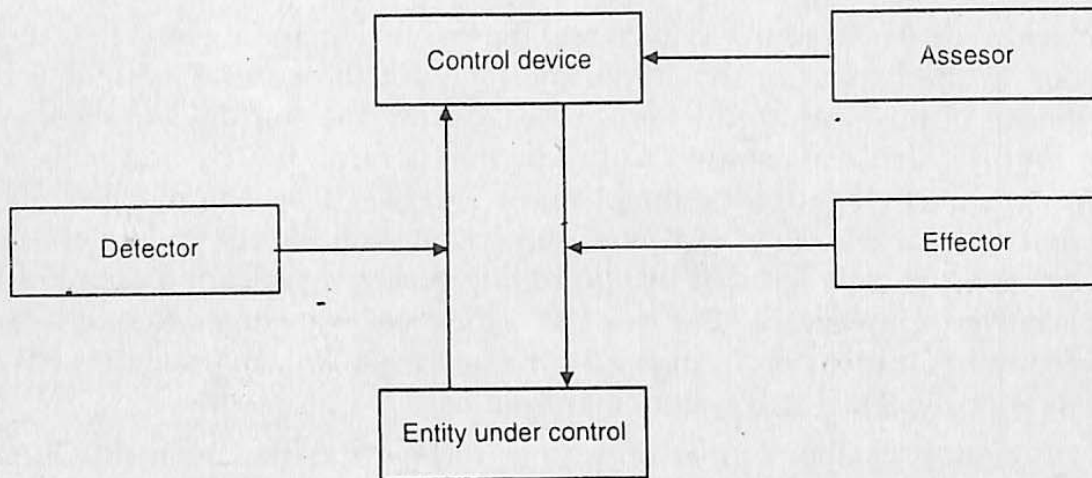 Control device
Assesor
Detector
Effector
Entity under control